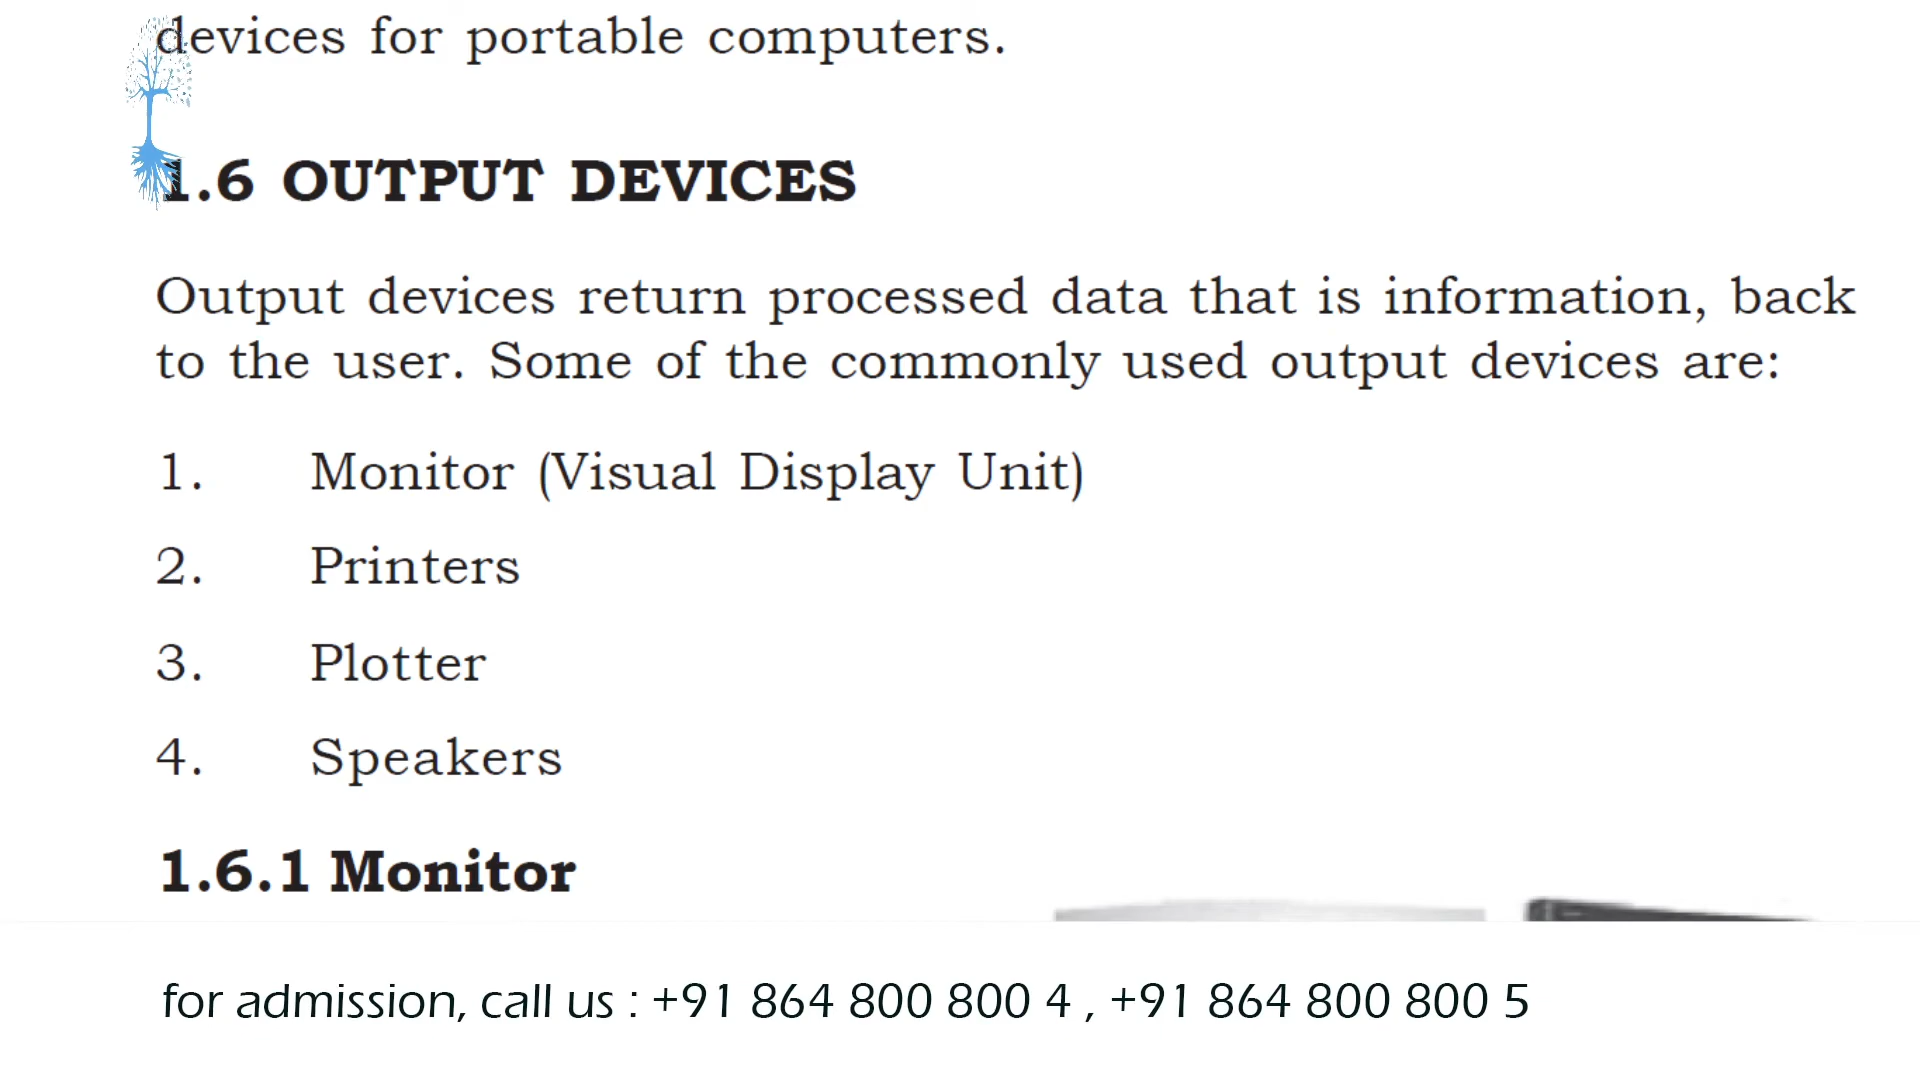 devices for portable computers.
1.6 OUTPUT DEVICES
Output devices return processed data that is information, back
to the user. Some of the commonly used output devices are:
1. Monitor (Visual Display Unit)
2. Printers
3. Plotter
4. Speakers
1.6.1 Monitor
for admission, call us : +91 864 800 800 4 , +91 864 800 800 5